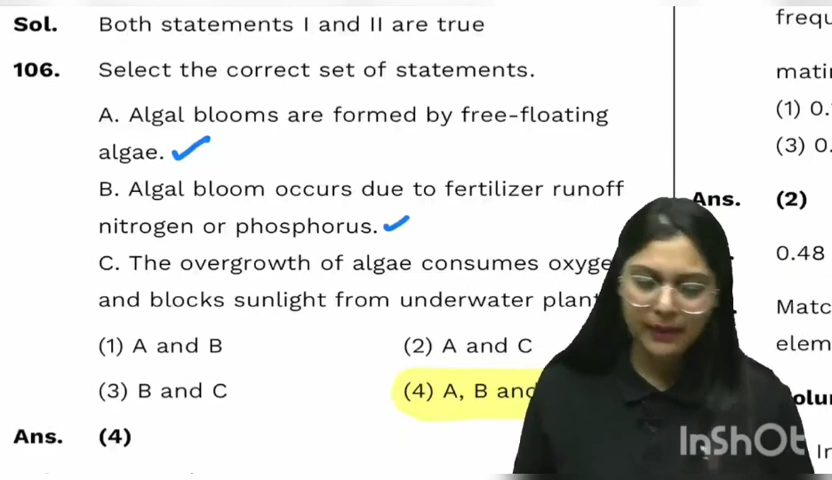 Sol. Both statements I and II are true
106. Select the correct set of statements.
A. Algal blooms are formed by free-floating
algae.
B. Algal bloom occurs due to fertilizer runoff
nitrogen or phosphorus.
C. The overgrowth of algae consumes
and blocks sunlight from underwater
(1) A and B (2) A and C
(3) B and C (4) A, B and
Ans. (4)
(1) 0.
(3) 0.
Ans. (2)
0.48
InShOt